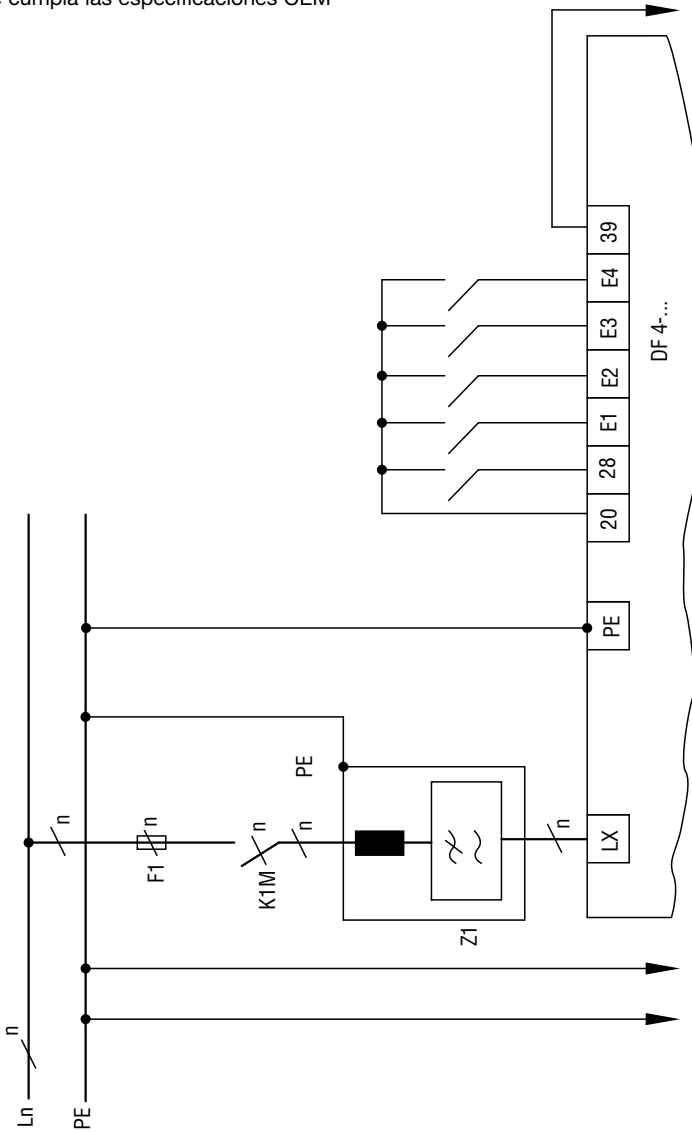 e cumpla las especificaciones CEM
Ln
n
PE
n
F1
n
K1M
n
n
PE
Z1
n
LX
PE
20
28
E1
E2
E3
E4
39
DF 4-...